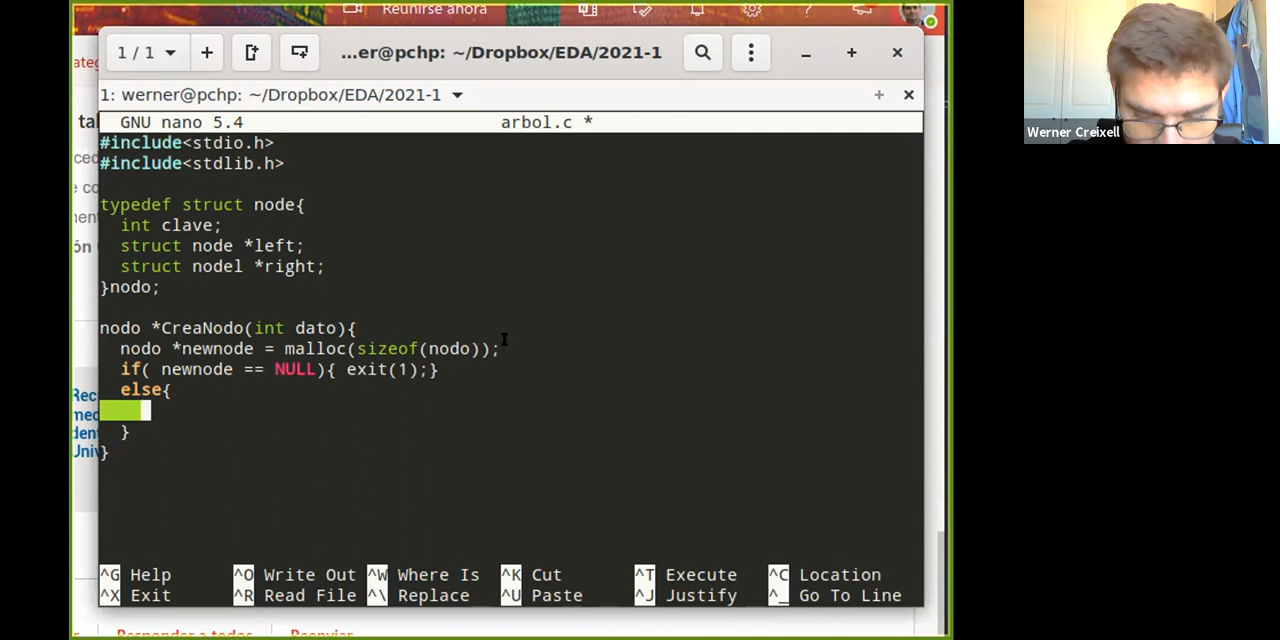 Reunirse ahora
1 / 1
...er@pchp: ~/Dropbox/EDA/2021-1
1: werner@pchp: ~/Dropbox/EDA/2021-1
GNU nano 5.4 arbol.c *
#include<stdio.h>
#include<stdlib.h>
typedef struct node{
int clave;
struct node *left;
struct nodel *right;
}nodo;
nodo *CreaNodo(int dato){
nodo *newnode = malloc(sizeof(nodo));
if( newnode == NULL){ exit(1);}
else{
}
}
^G Help ^O Write Out ^W Where Is ^K Cut ^T Execute ^C Location
^X Exit ^R Read File ^\ Replace ^U Paste ^J Justify ^_ Go To Line
Responder a todos Reenviar
Werner Creixell